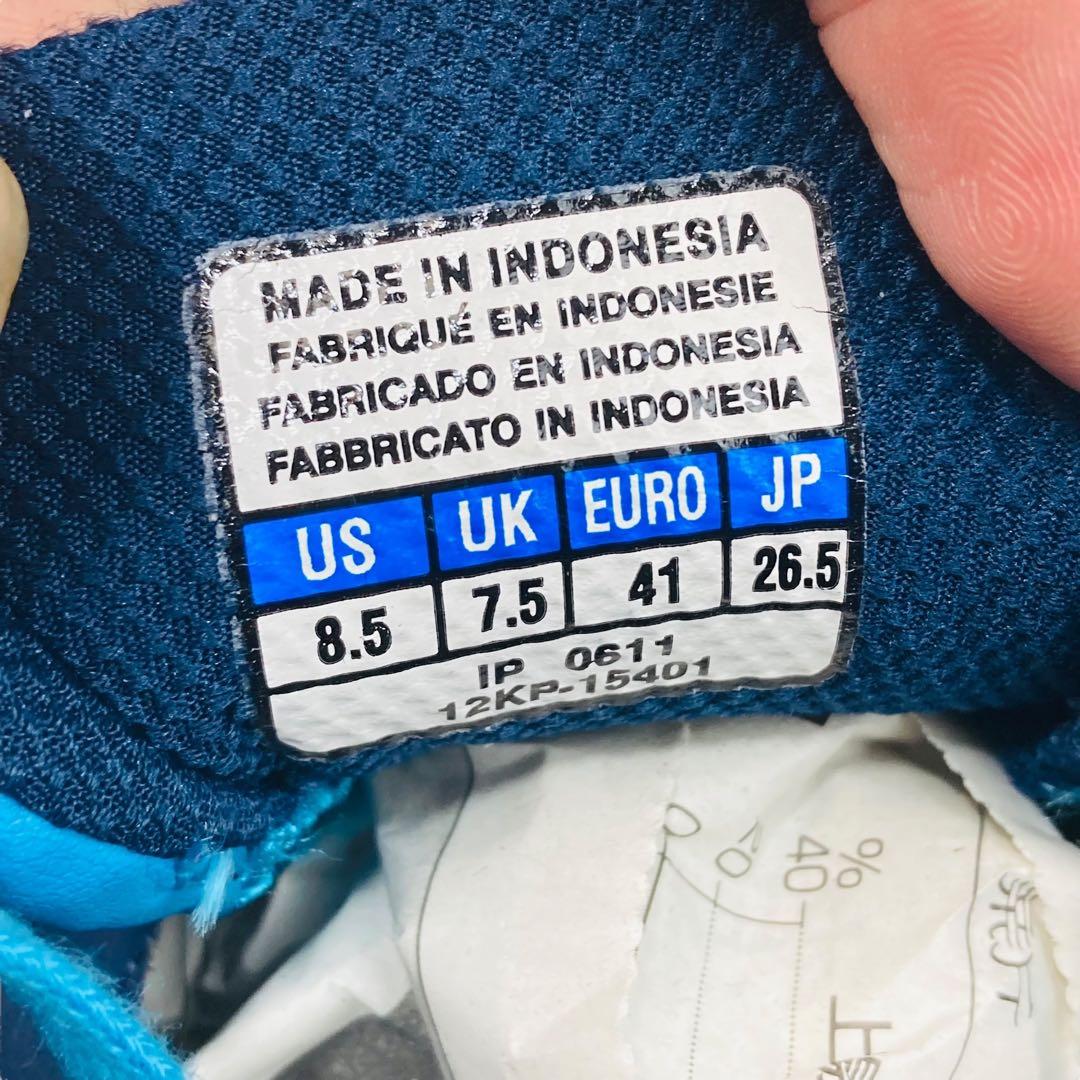 MADE IN INDONESIA
FABRIQUÉ EN INDONESIE
FABRICADO EN INDONESIA
FABBRICATO IN INDONESIA
US UK EURO JP
8.5 7.5 41 26.5
IP 0611
12KP-15401
%
40